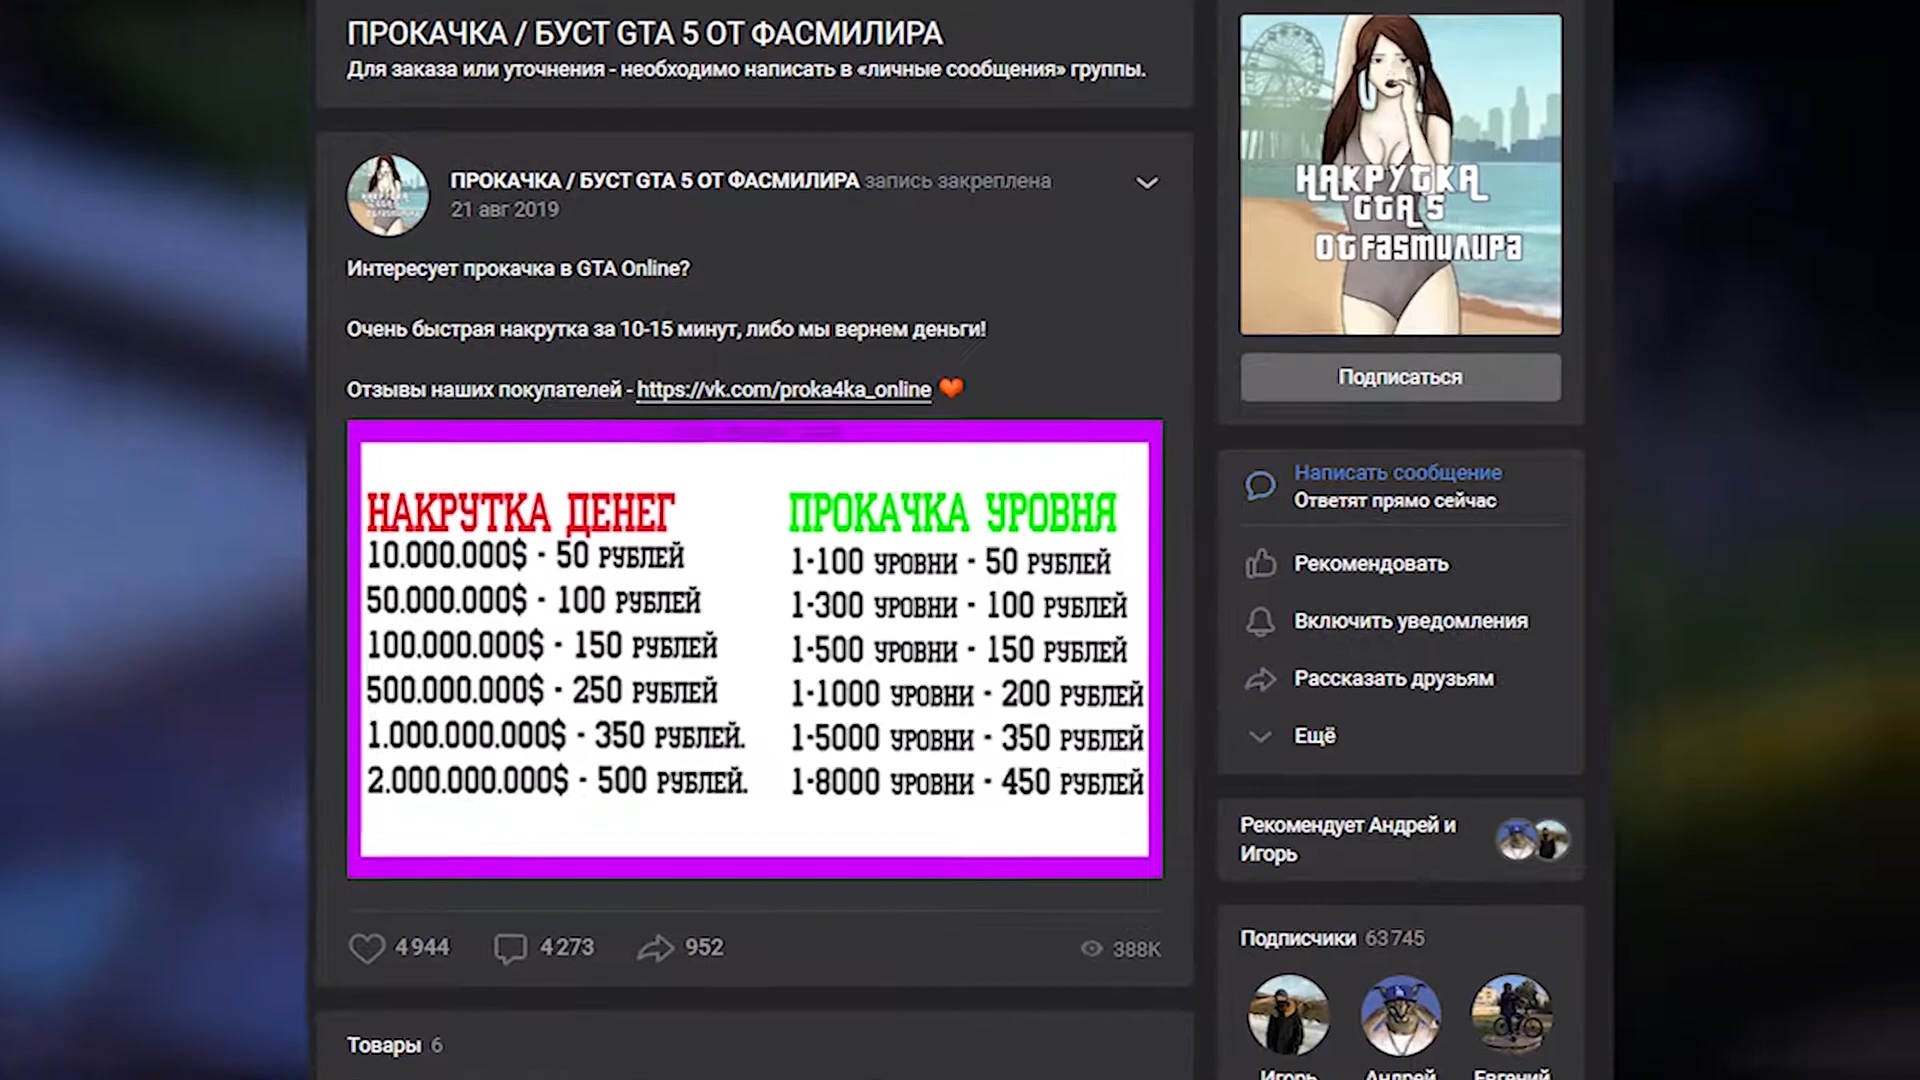 ПРОКАЧКА / БУСТ GTA 5 ОТ ФАСМИЛИРА
Для заказа или уточнения - необходимо написать в «личные сообщения» группы.
ПРОКАЧКА / БУСТ GTA 5 ОТ ФАСМИЛИРА запись закреплена
21 авг 2019
Интересует прокачка в GTA Online?
Очень быстрая накрутка за 10-15 минут, либо мы вернем деньги!
Отзывы наших покупателей - https://vk.com/proka4ka_online ❤
НАКРУТКА ДЕНЕГ
10.000.000$ - 50 РУБЛЕЙ
50.000.000$ - 100 РУБЛЕЙ
100.000.000$ - 150 РУБЛЕЙ
500.000.000$ - 250 РУБЛЕЙ
1.000.000.000$ - 350 РУБЛЕЙ.
2.000.000.000$ - 500 РУБЛЕЙ.
ПРОКАЧКА УРОВНЯ
1-100 УРОВНИ - 50 РУБЛЕЙ
1-300 УРОВНИ - 100 РУБЛЕЙ
1-500 УРОВНИ - 150 РУБЛЕЙ
1-1000 УРОВНИ - 200 РУБЛЕЙ
1-5000 УРОВНИ - 350 РУБЛЕЙ
1-8000 УРОВНИ - 450 РУБЛЕЙ
4944 4273 952 388K
Товары 6
НАКРУТКА
GTA 5
ОТ FASМИЛИРА
Подписаться
Написать сообщение
Ответят прямо сейчас
Рекомендовать
Включить уведомления
Рассказать друзьям
Ещё
Рекомендует Андрей и
Игорь
Подписчики 63745
Игорь Андрей Евгений